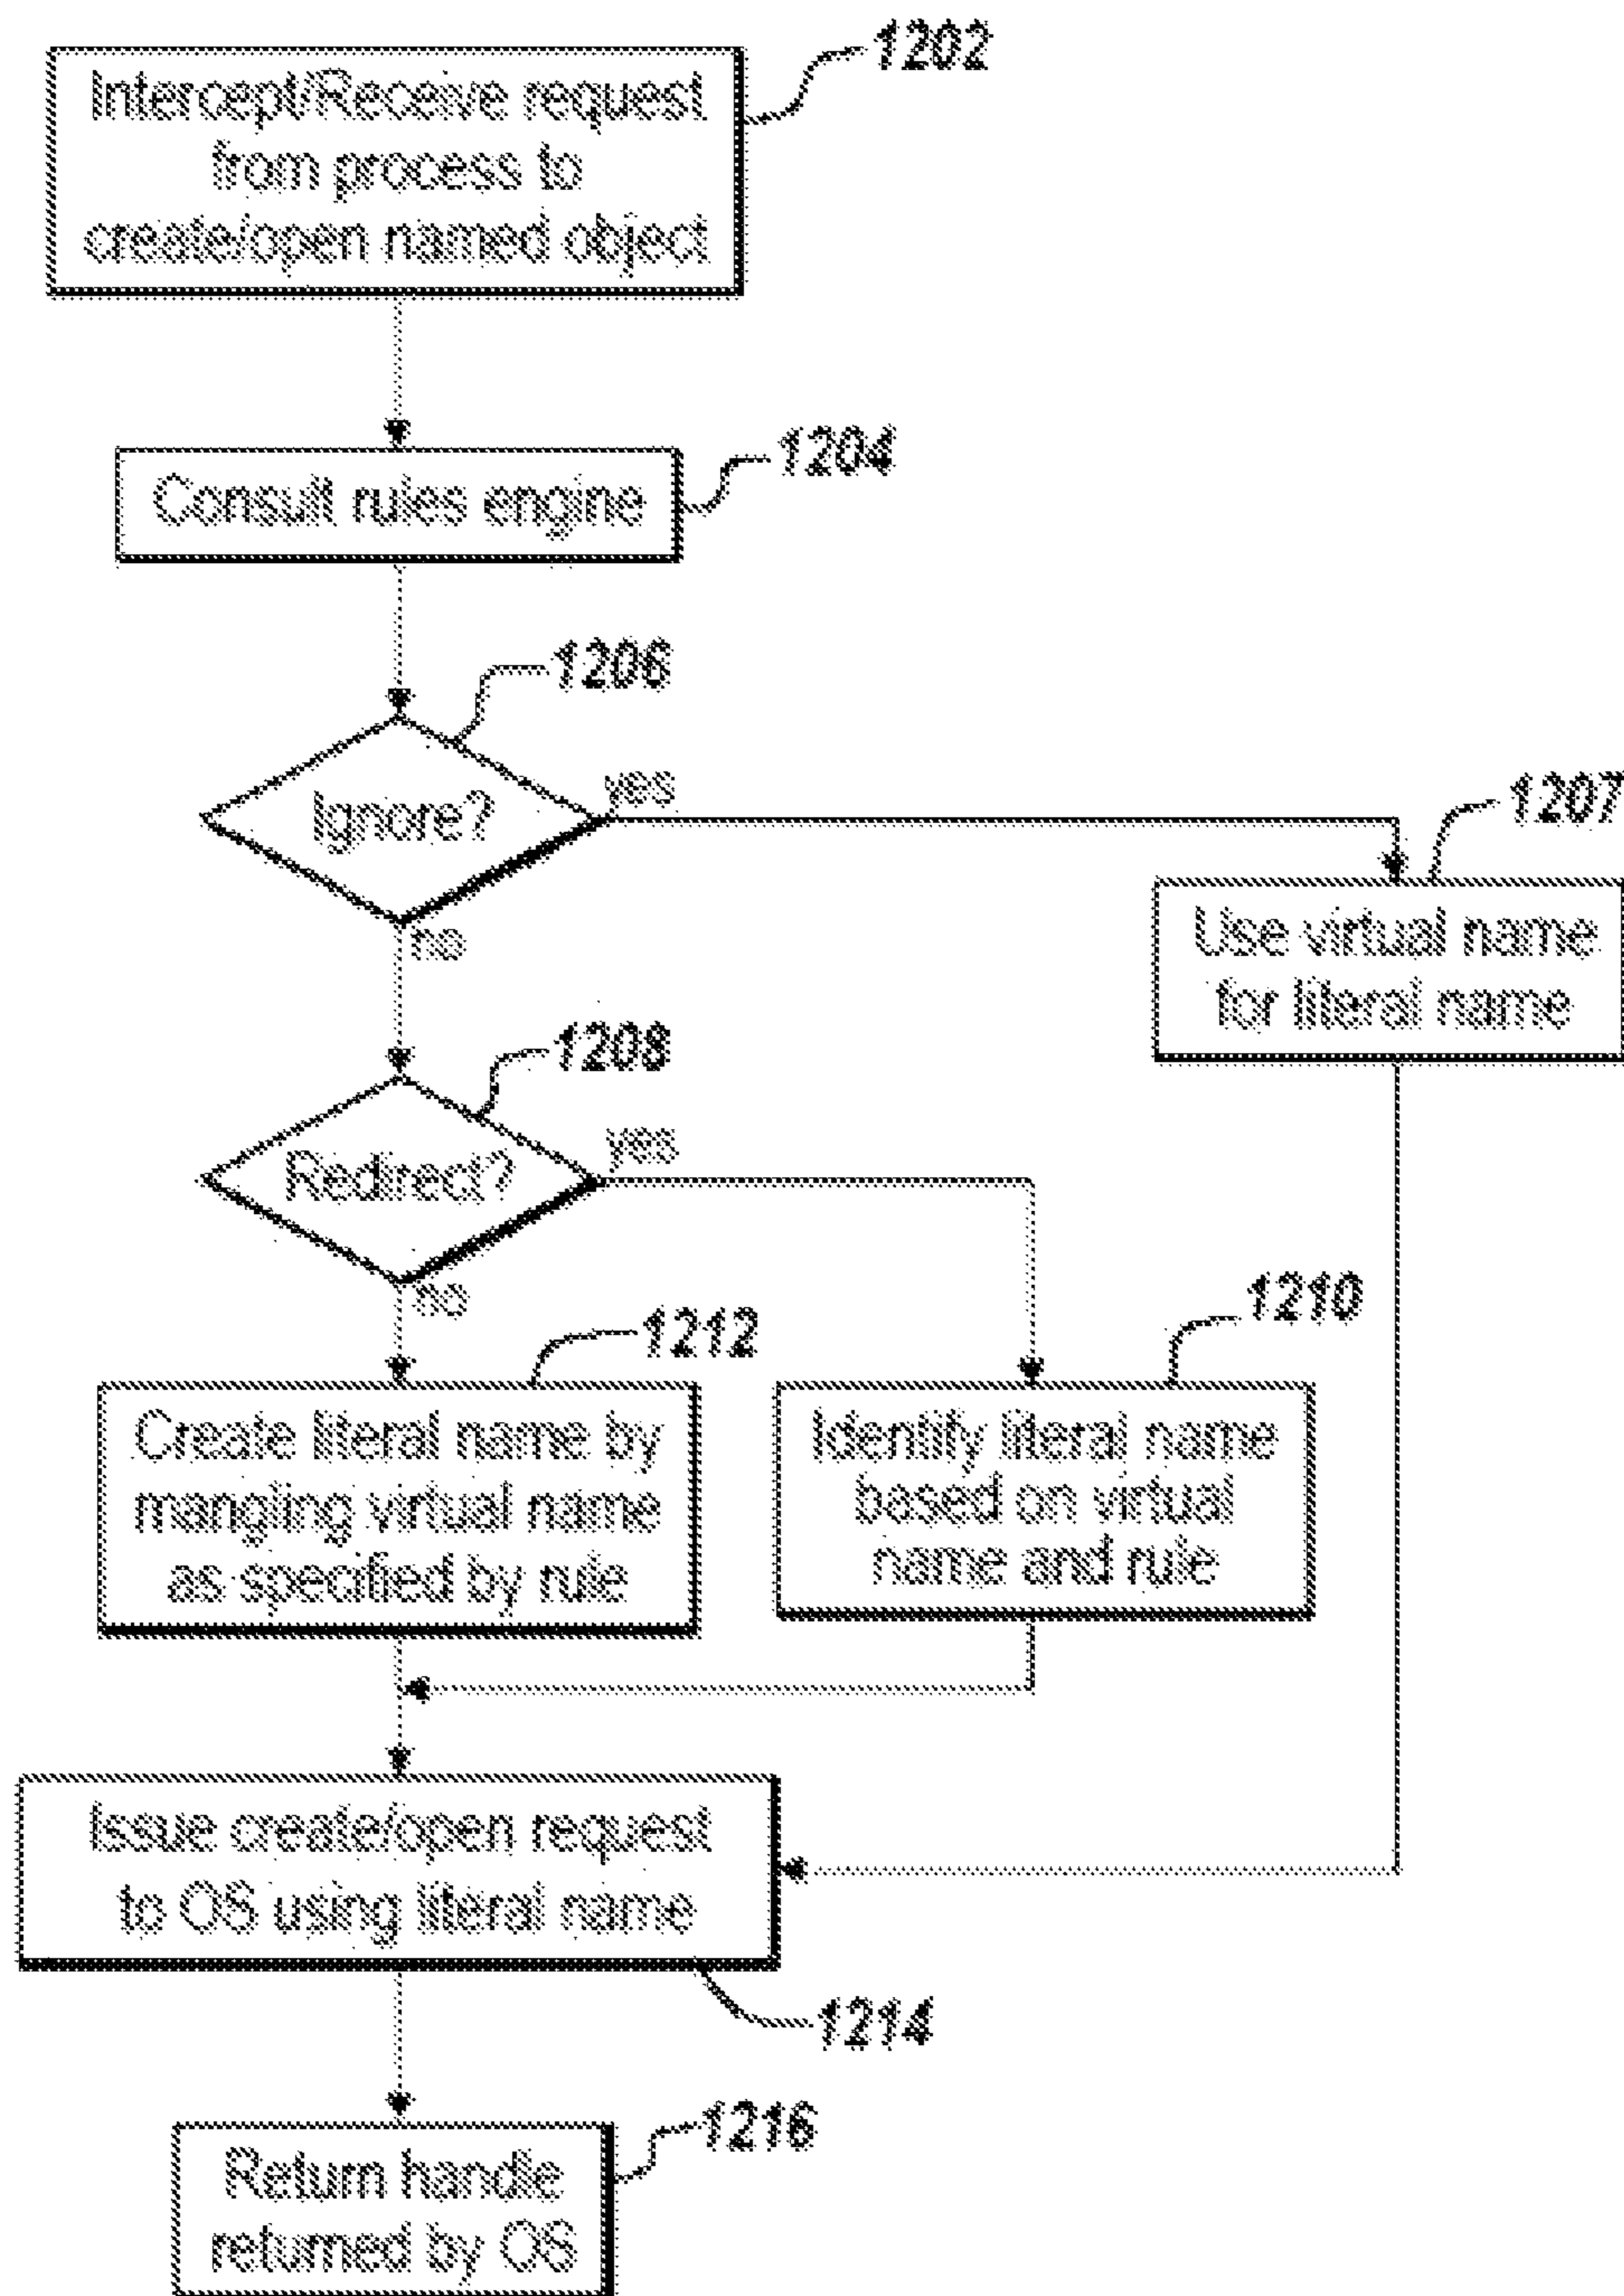 1202
Intercept/Receive request
from process to
create/open named object
1204
Consult rules engine
1206
Ignore?
yes
no
1207
Use virtual name
for literal name
1208
Redirect?
yes
no
1212
Create literal name by
mangling virtual name
as specified by rule
1210
Identify literal name
based on virtual
name and rule
Issue create/open request
to OS using literal name
1214
1216
Return handle
returned by OS